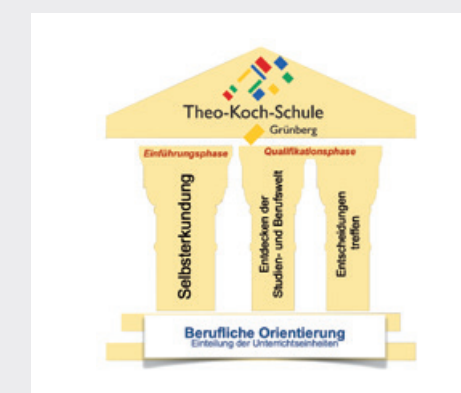 Theo-Koch-Schule
Grünberg
Einführungsphase
Qualifikationsphase
Selbsterkundung
Entdecken der
Studien- und Berufswelt
Entscheidungen
treffen
Berufliche Orientierung
Einteilung der Unterrichtseinheiten